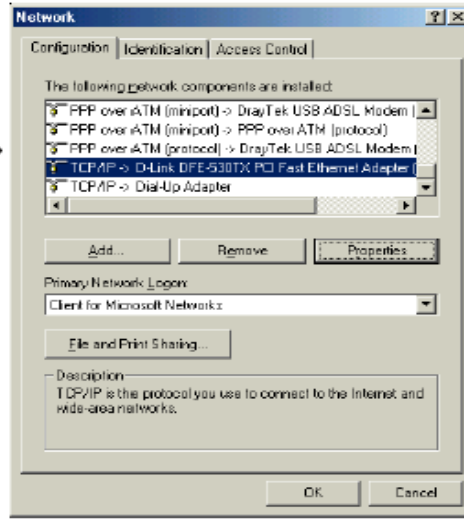 Network
Configuration Identification Access Control
The following network components are installed:
PPP over ATM (miniport) -> DrayTek USB ADSL Modem (
PPP over ATM (miniport) -> PPP over ATM (protocol)
PPP over ATM (protocol) -> DrayTek USB ADSL Modem (
TCP/IP -> D-Link DFE-530TX PCI Fast Ethernet Adapter (
TCP/IP -> Dial-Up Adapter
Add... Remove Properties
Primary Network Logon:
Client for Microsoft Networks
File and Print Sharing...
Description
TCP/IP is the protocol you use to connect to the Internet and
wide-area networks.
OK Cancel